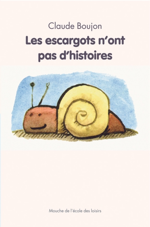 Claude Boujon
Les escargots n'ont
pas d'histoires
Mouche de l'école des loisirs